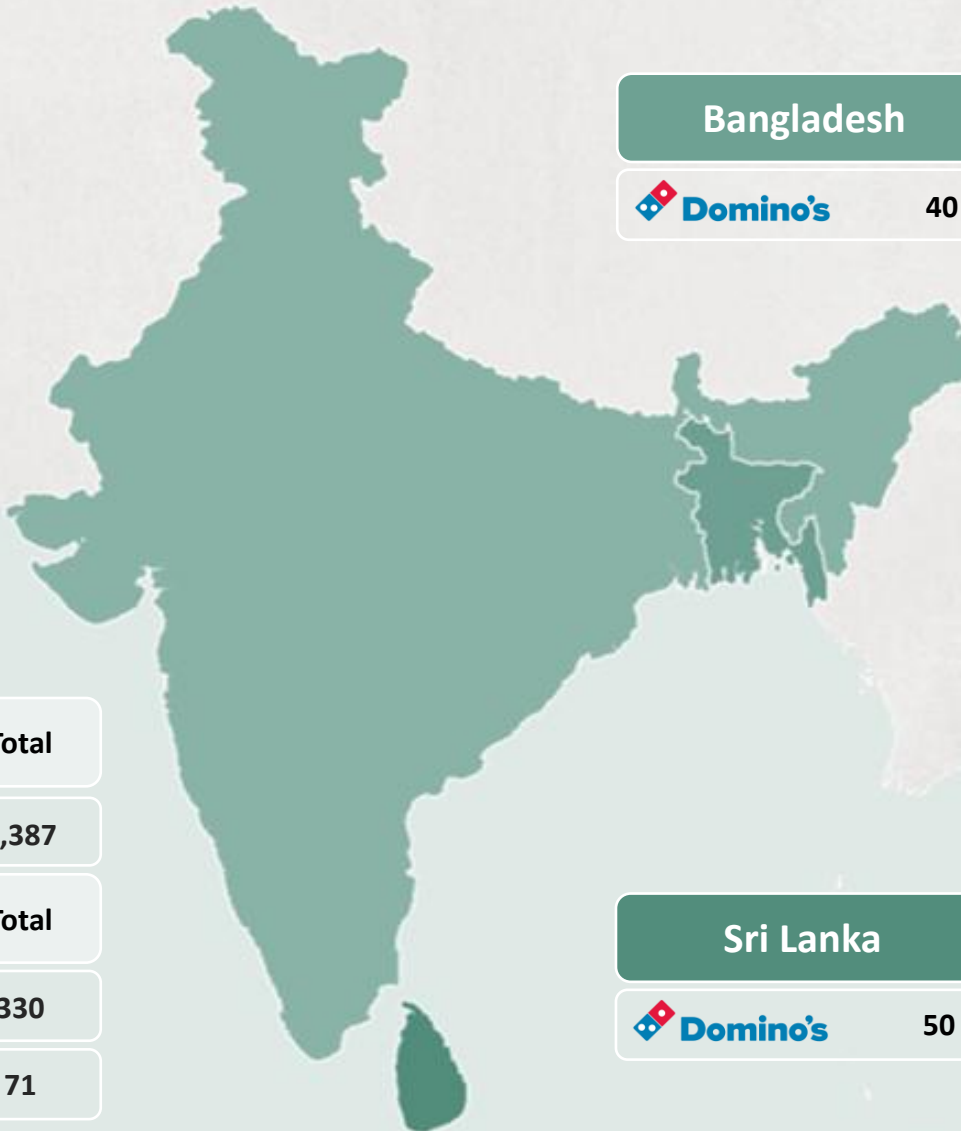 Bangladesh
Domino's 40
Total
,387
Total
330
71
Sri Lanka
Domino's 50